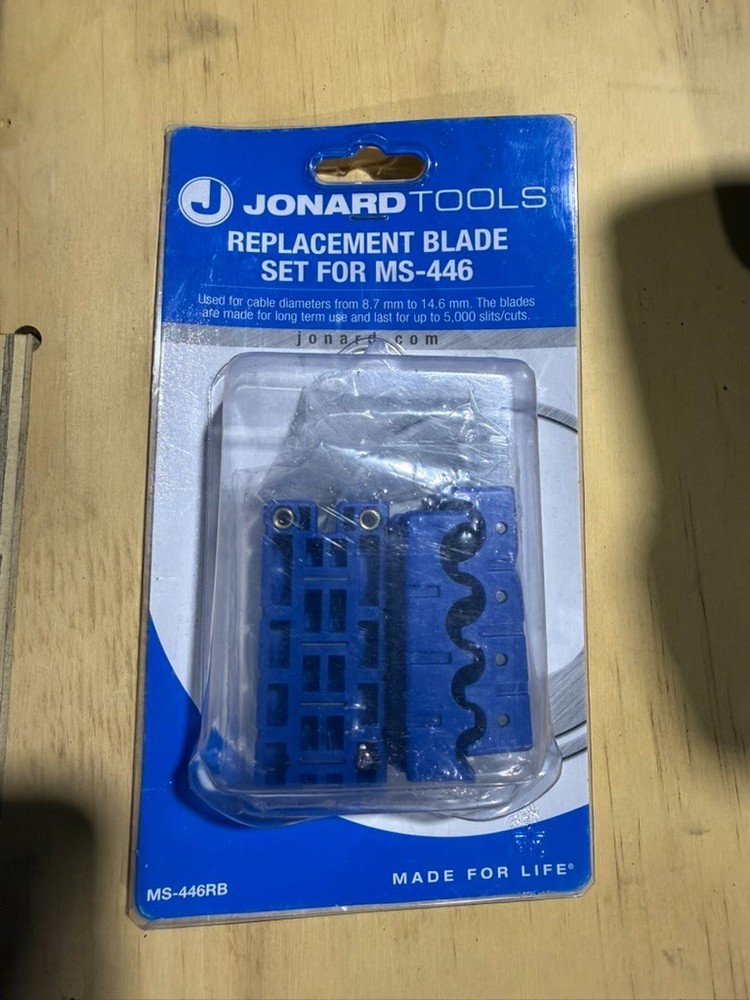 J JONARD TOOLS
REPLACEMENT BLADE
SET FOR MS-446
Used for cable diameters from 8.7 mm to 14.6 mm. The blades
are made for long term use and last for up to 5,000 slits/cuts.
jonard.com
MADE FOR LIFE®
MS-446RB